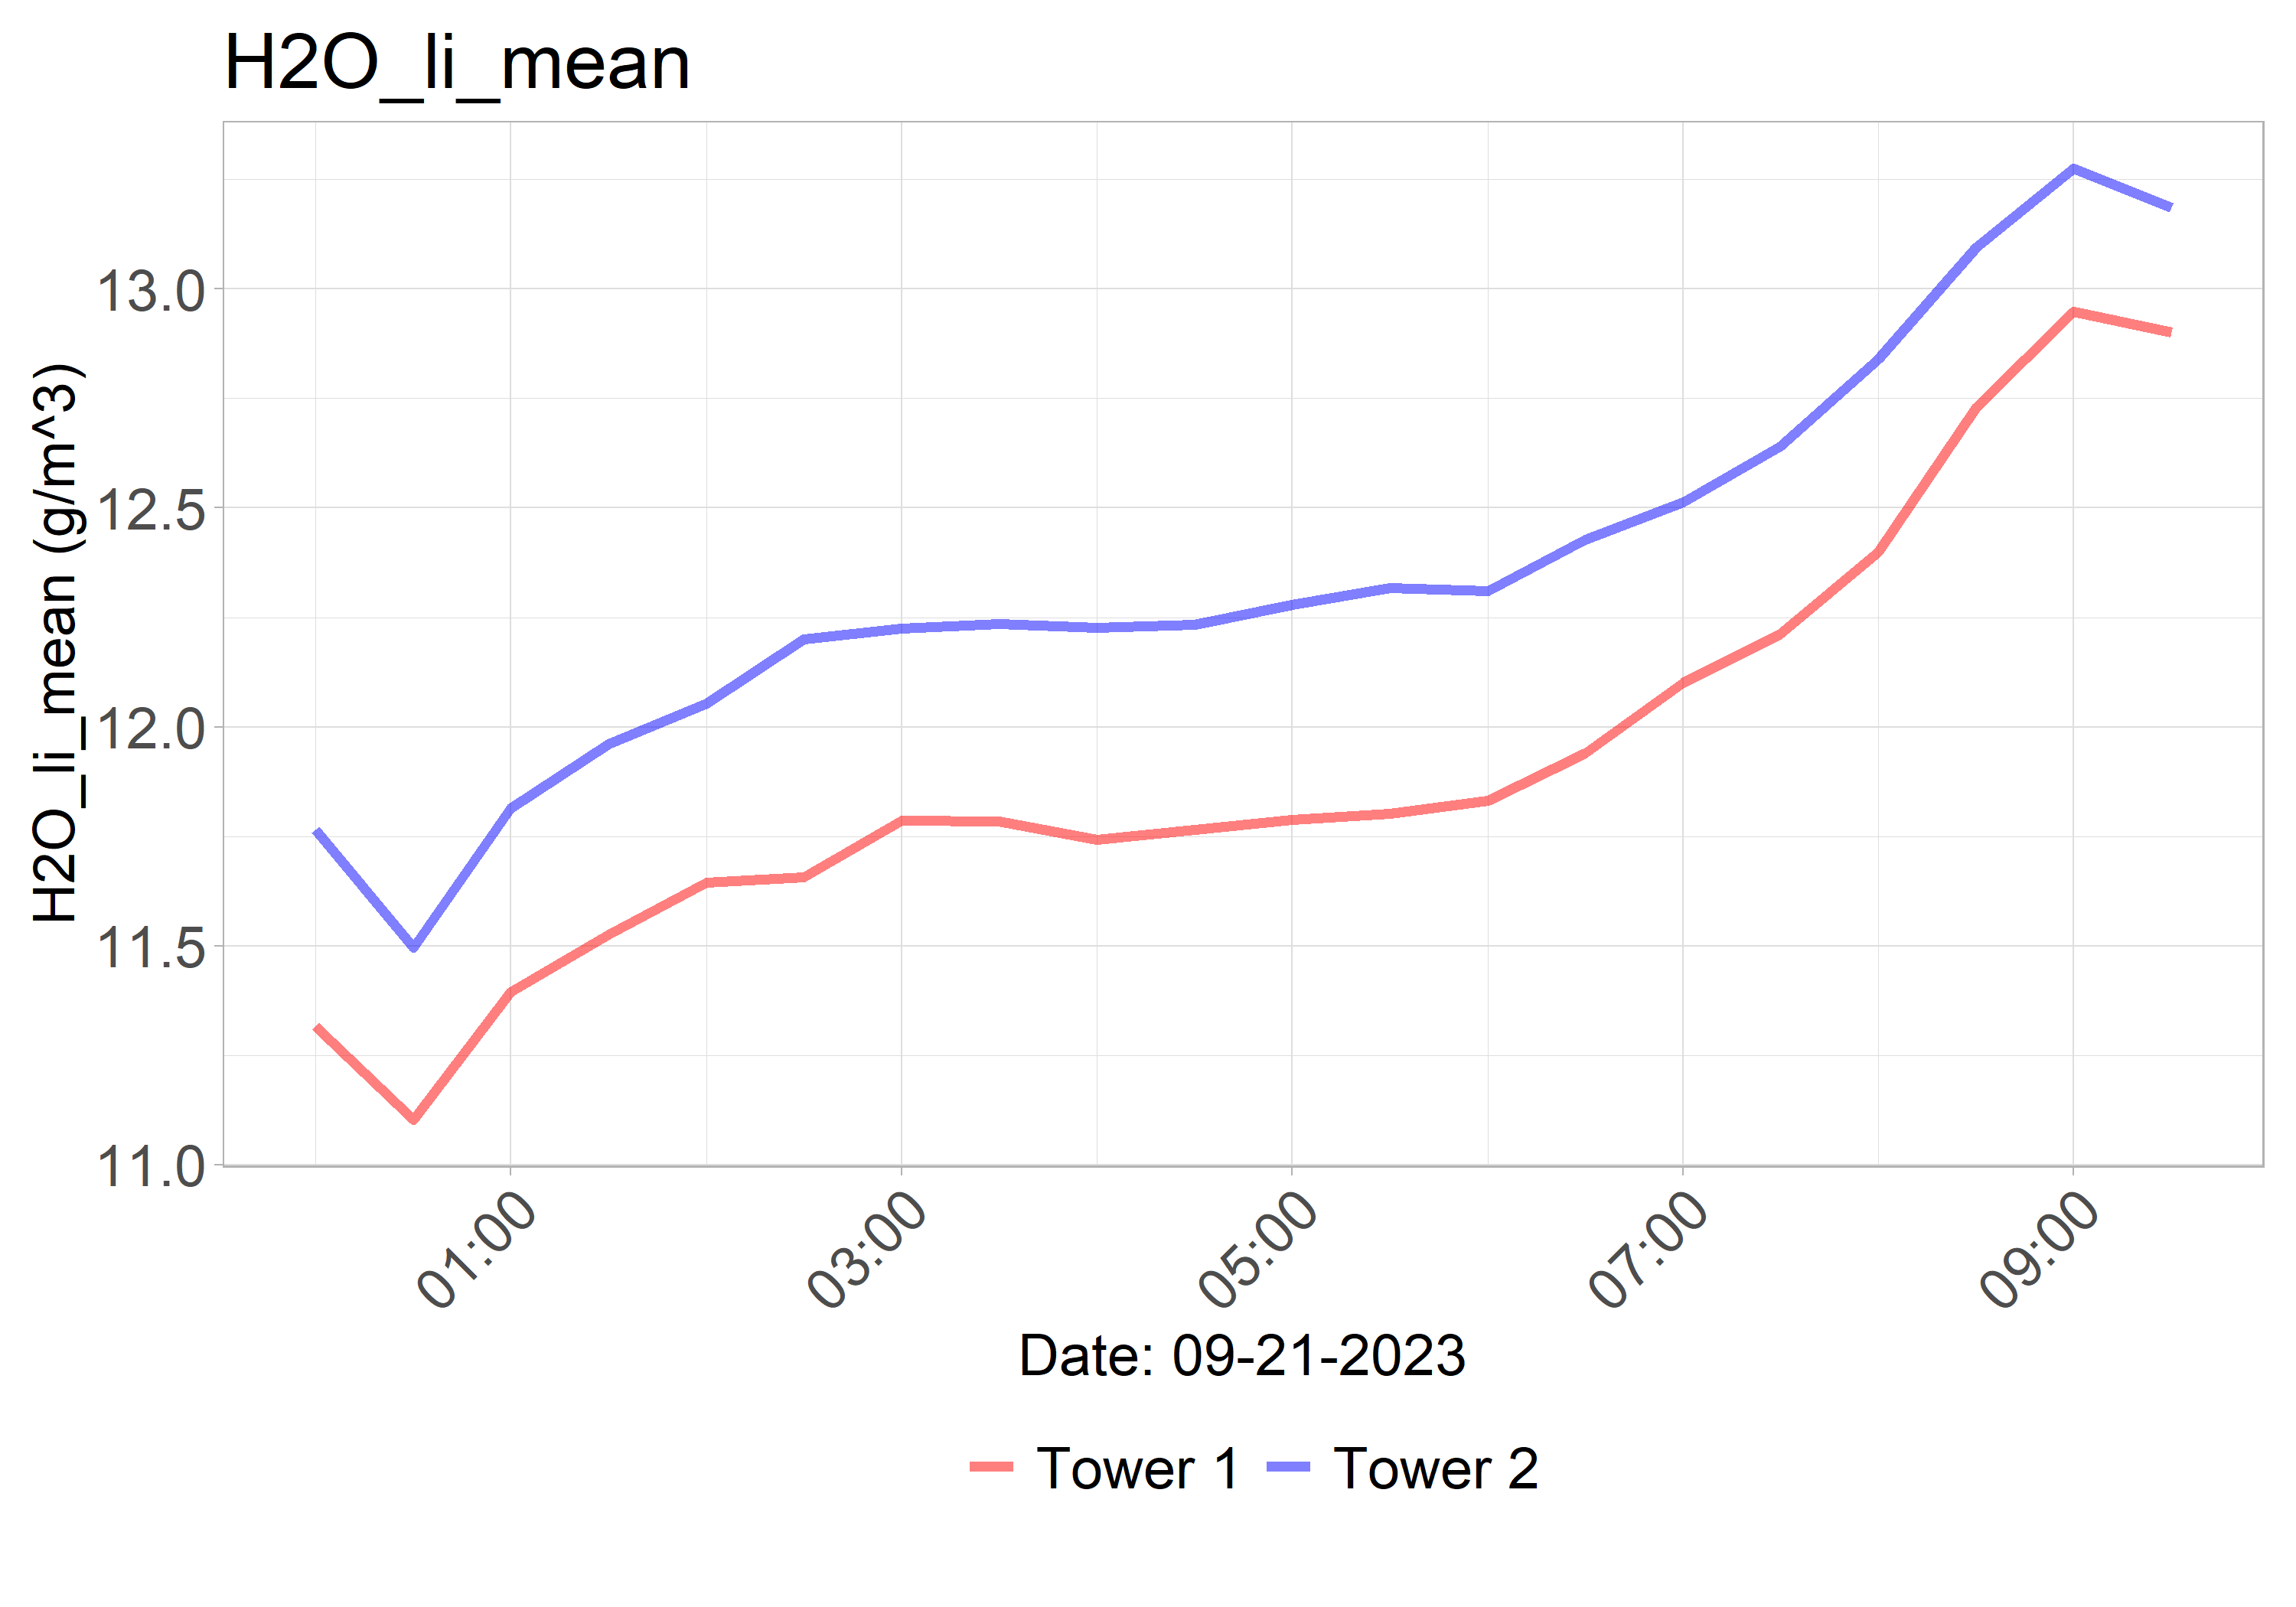 H2O_li_mean
H2O_li_mean (g/m^3)
13.0
12.5
12.0
11.5
11.0
01:00
03:00
05:00
07:00
09:00
Date: 09-21-2023
Tower 1
Tower 2